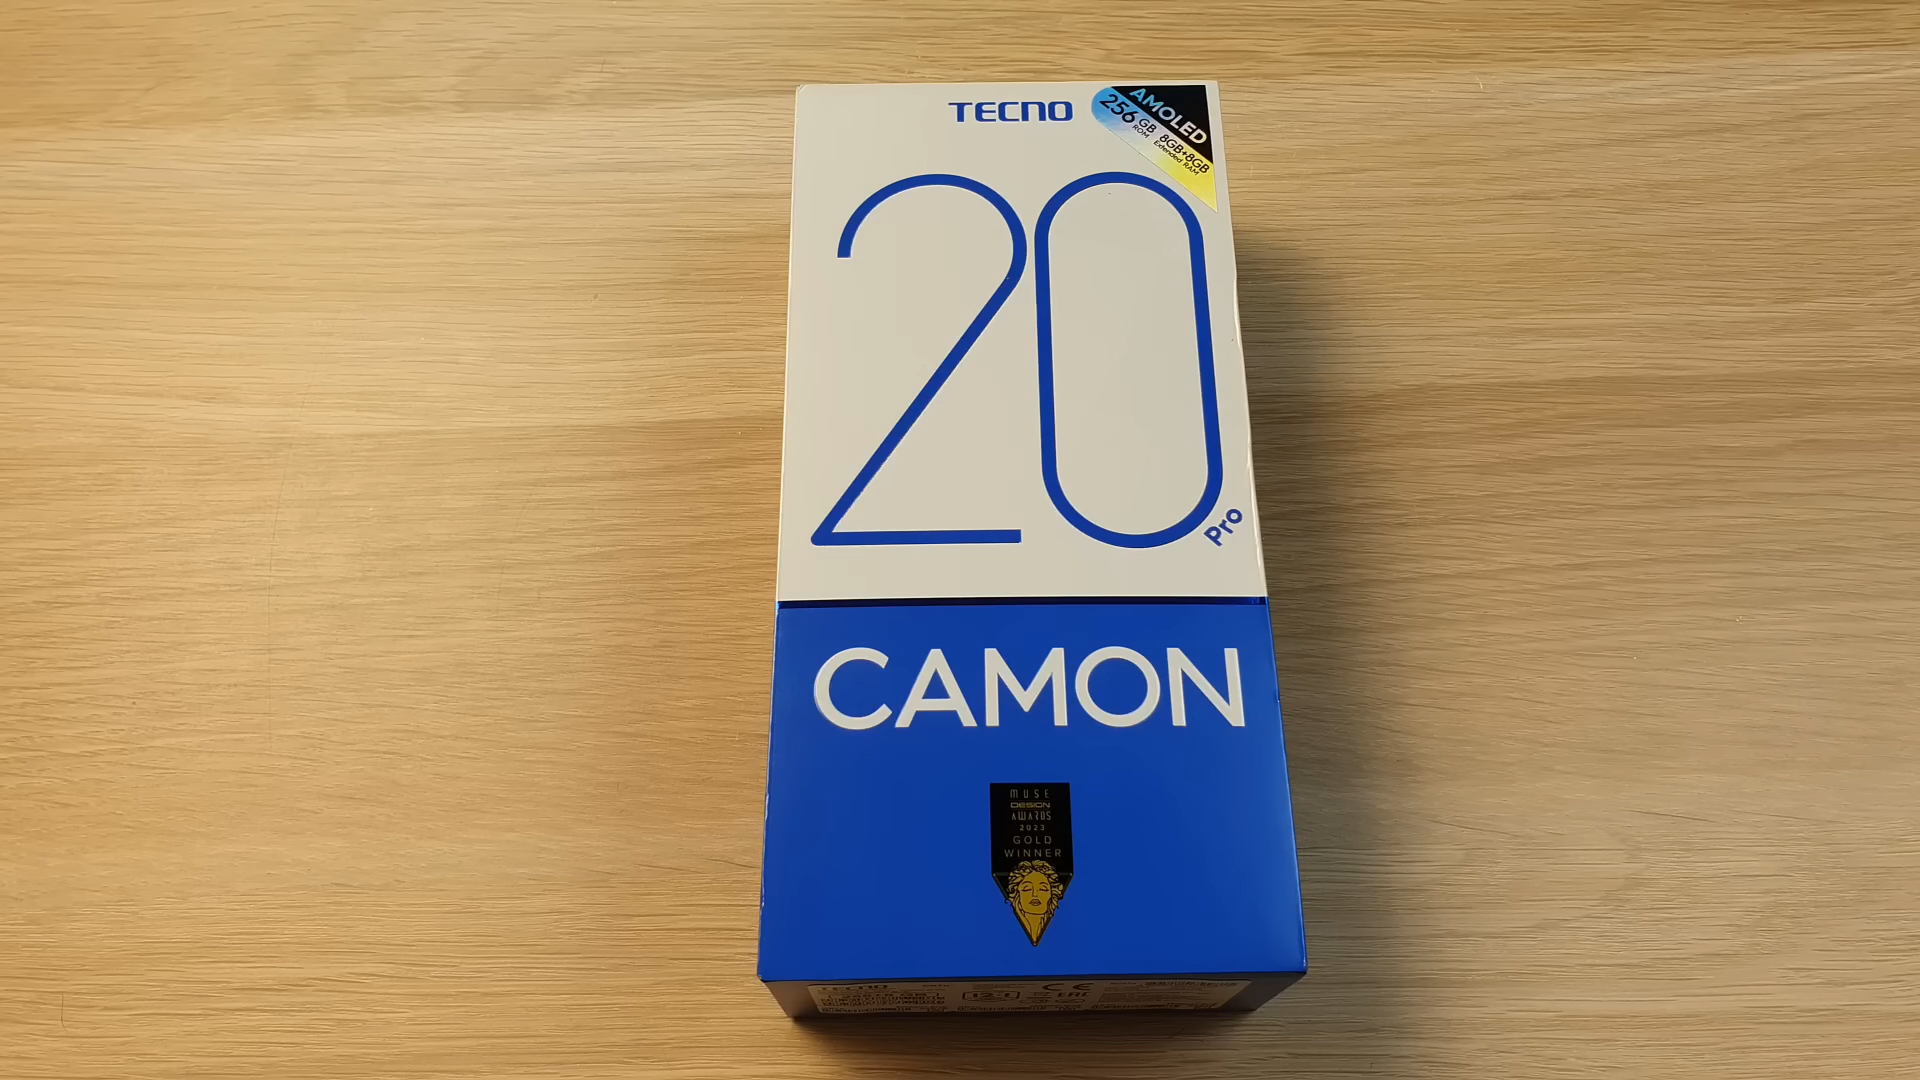 TECNO
AMOLED
256 GB
ROM
8GB+8GB
Extended RAM
20
Pro
CAMON
MUSE
DESIGN
AWARDS
2023
GOLD
WINNER
TECNO
CE
EAC